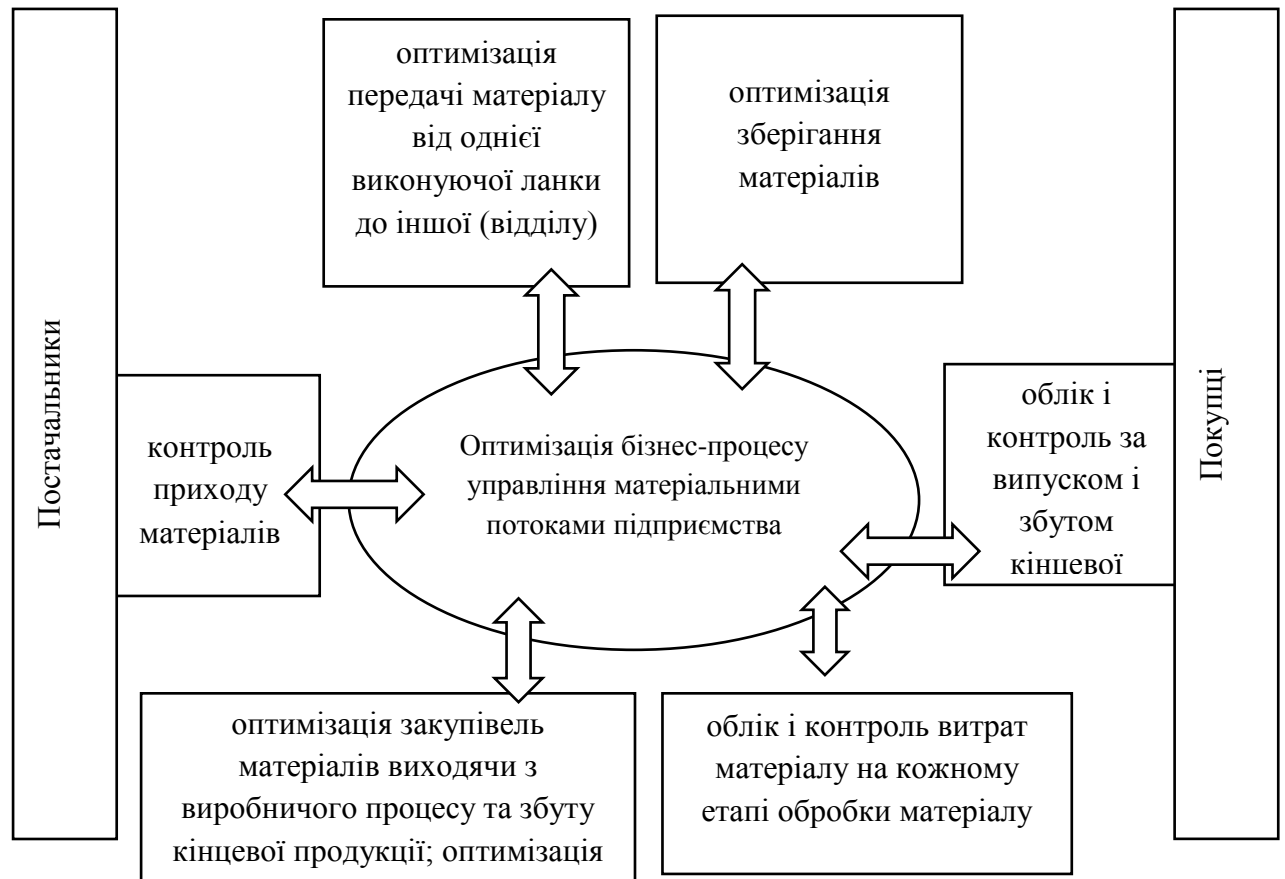 оптимізація
передачі матеріалу
від однієї
виконуючої ланки
до іншої (відділу)
оптимізація
зберігання
матеріалів
Постачальники
контроль
приходу
матеріалів
Оптимізація бізнес-процесу
управління матеріальними
потоками підприємства
облік і
контроль за
випуском і
збутом
кінцевої
Покупці
оптимізація закупівель
матеріалів виходячи з
виробничого процесу та збуту
кінцевої продукції; оптимізація
облік і контроль витрат
матеріалу на кожному
етапі обробки матеріалу